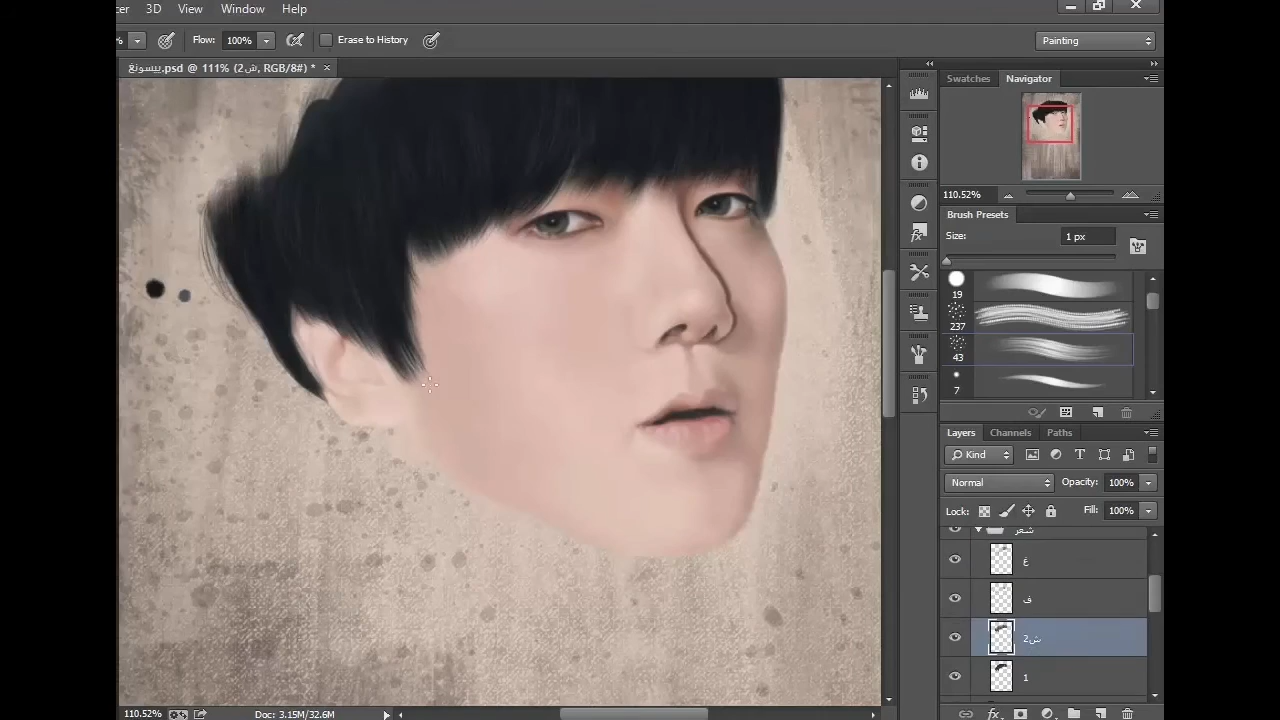 cer 3D View Window Help
% Flow: 100% Erase to History Painting
بيسونغ.psd @ 111% (ش2, RGB/8#) * ×
Swatches Navigator
110.52%
Brush Presets
Size: 1 px
19
237
43
7
Layers Channels Paths
Kind
Normal Opacity: 100%
Lock: Fill: 100%
شعر
غ
ف
ش2
1
110.52% Doc: 3.15M/32.6M